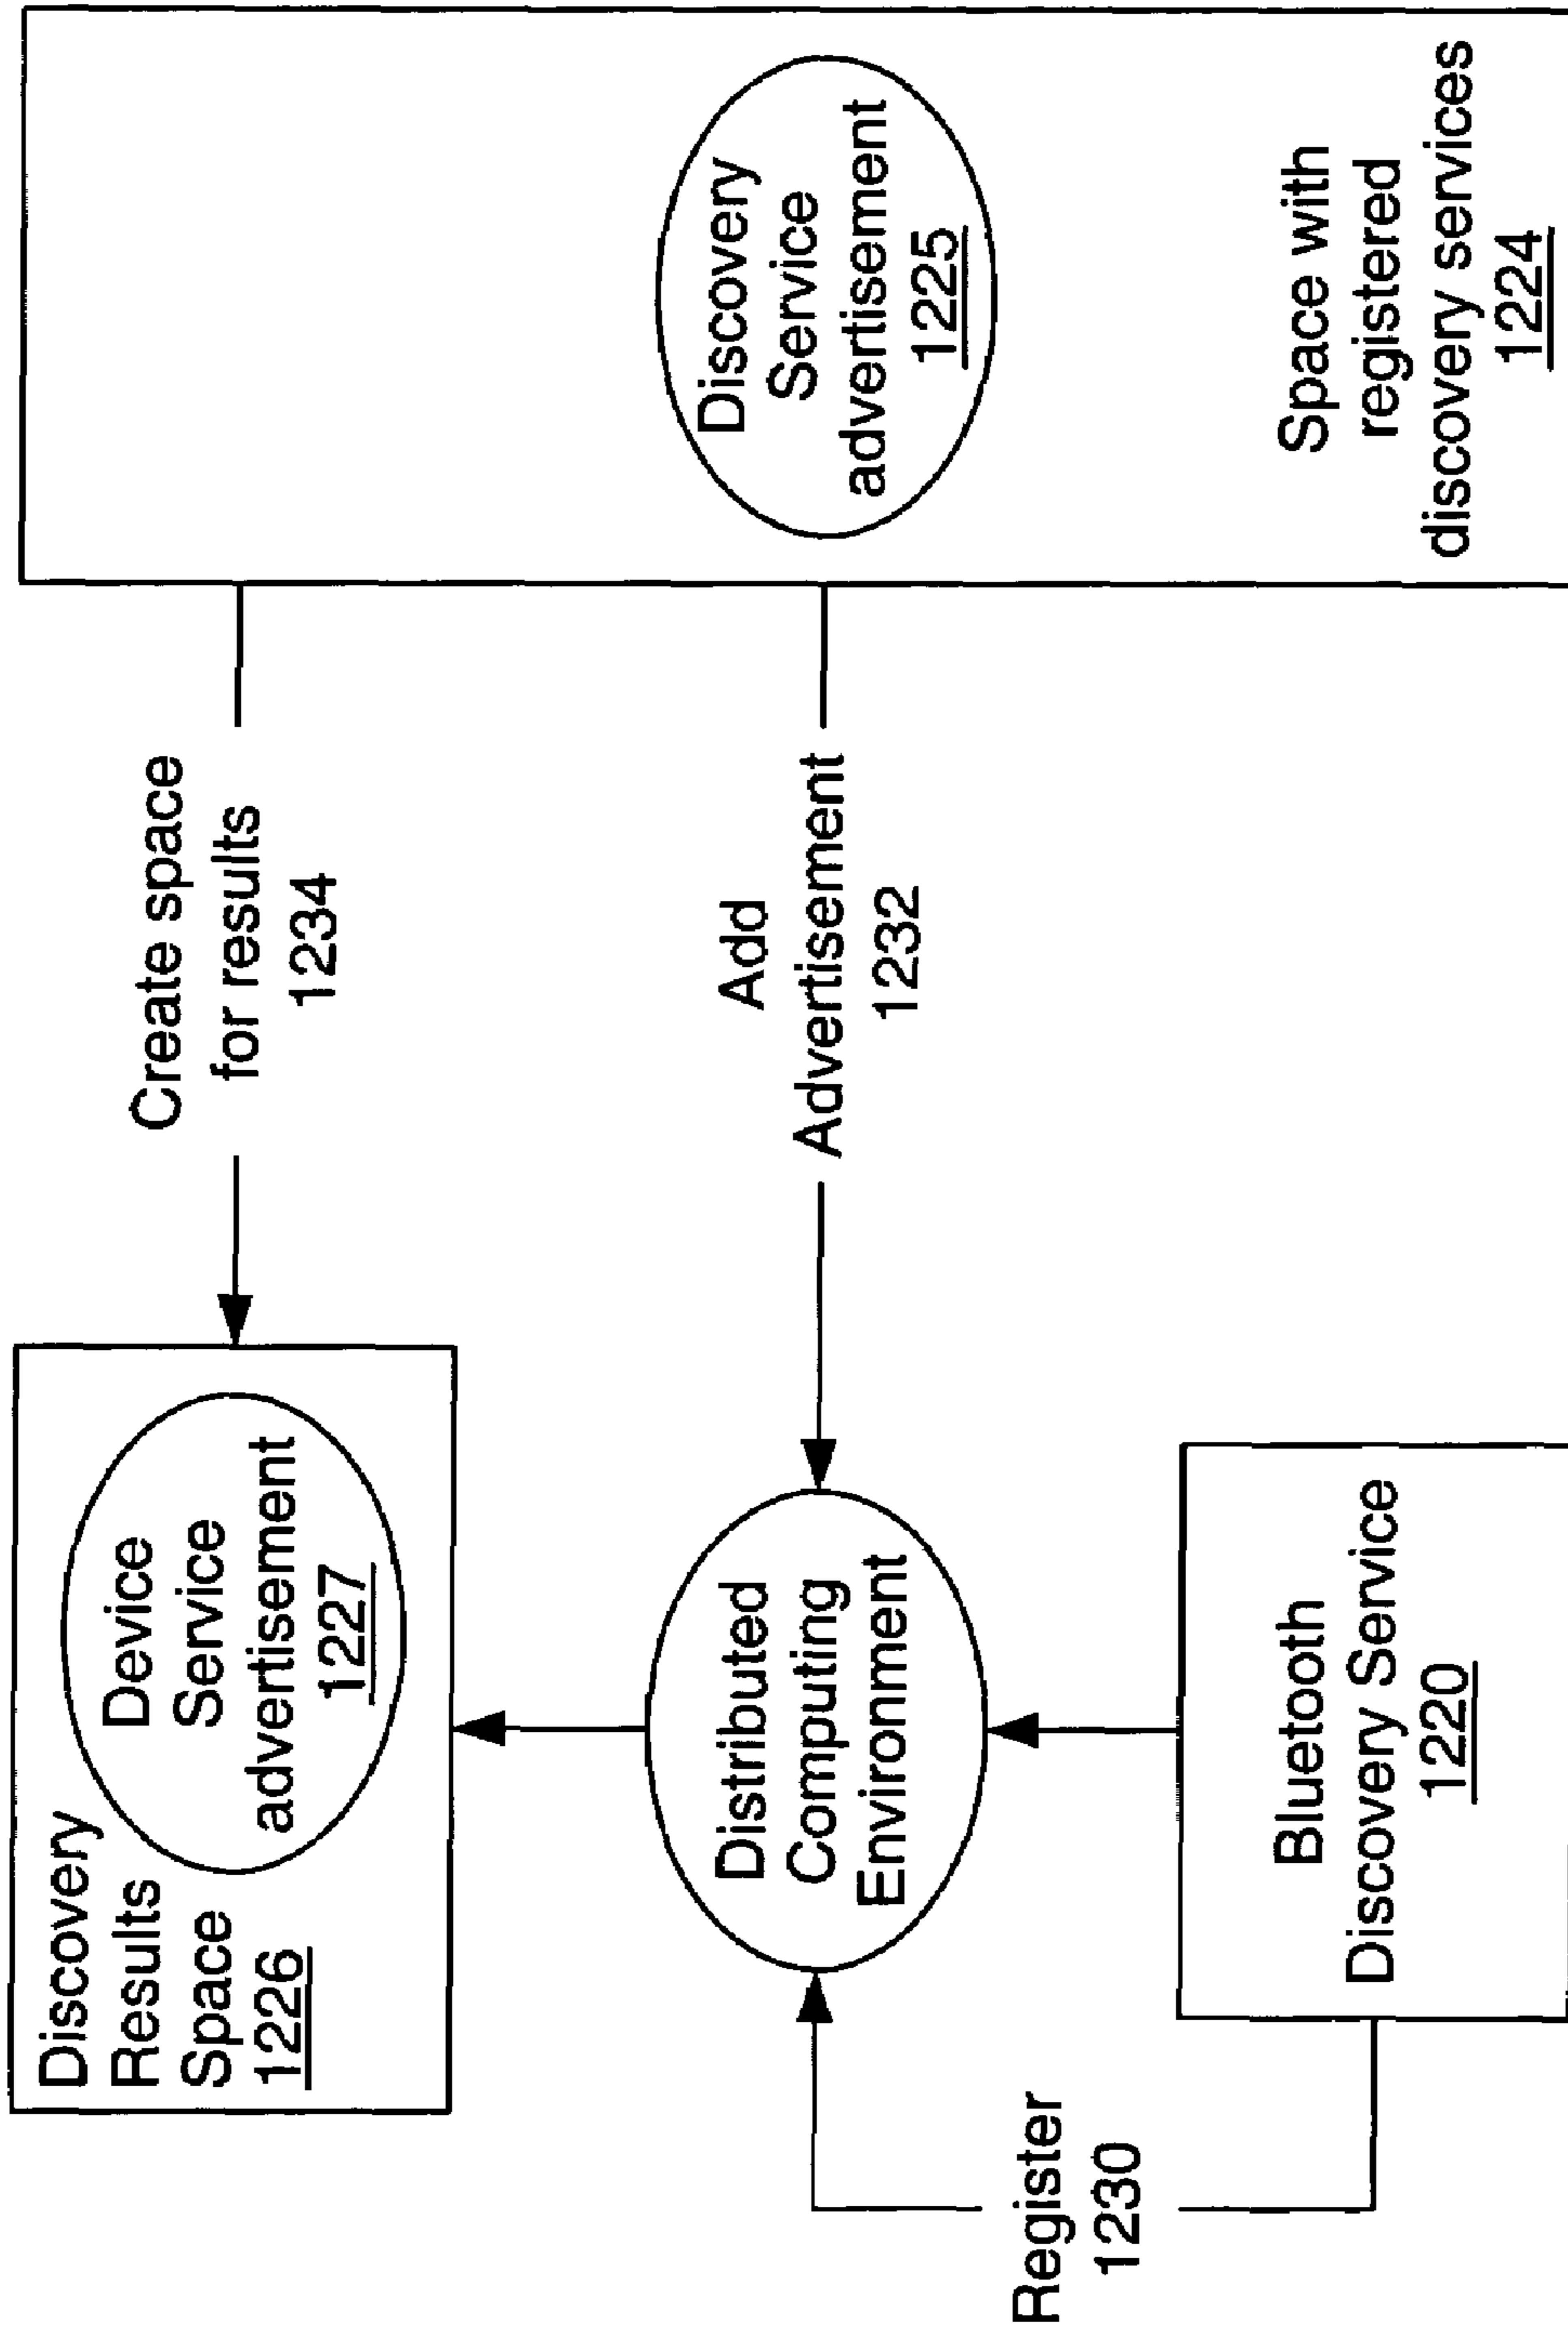 Discovery
Results
Space
1226
Device
Service
advertisement
1227
Create space
for results
1234
Distributed
Computing
Environment
Add
Advertisement
1232
Discovery
Service
advertisement
1225
Register
1230
Bluetooth
Discovery Service
1220
Space with
registered
discovery services
1224